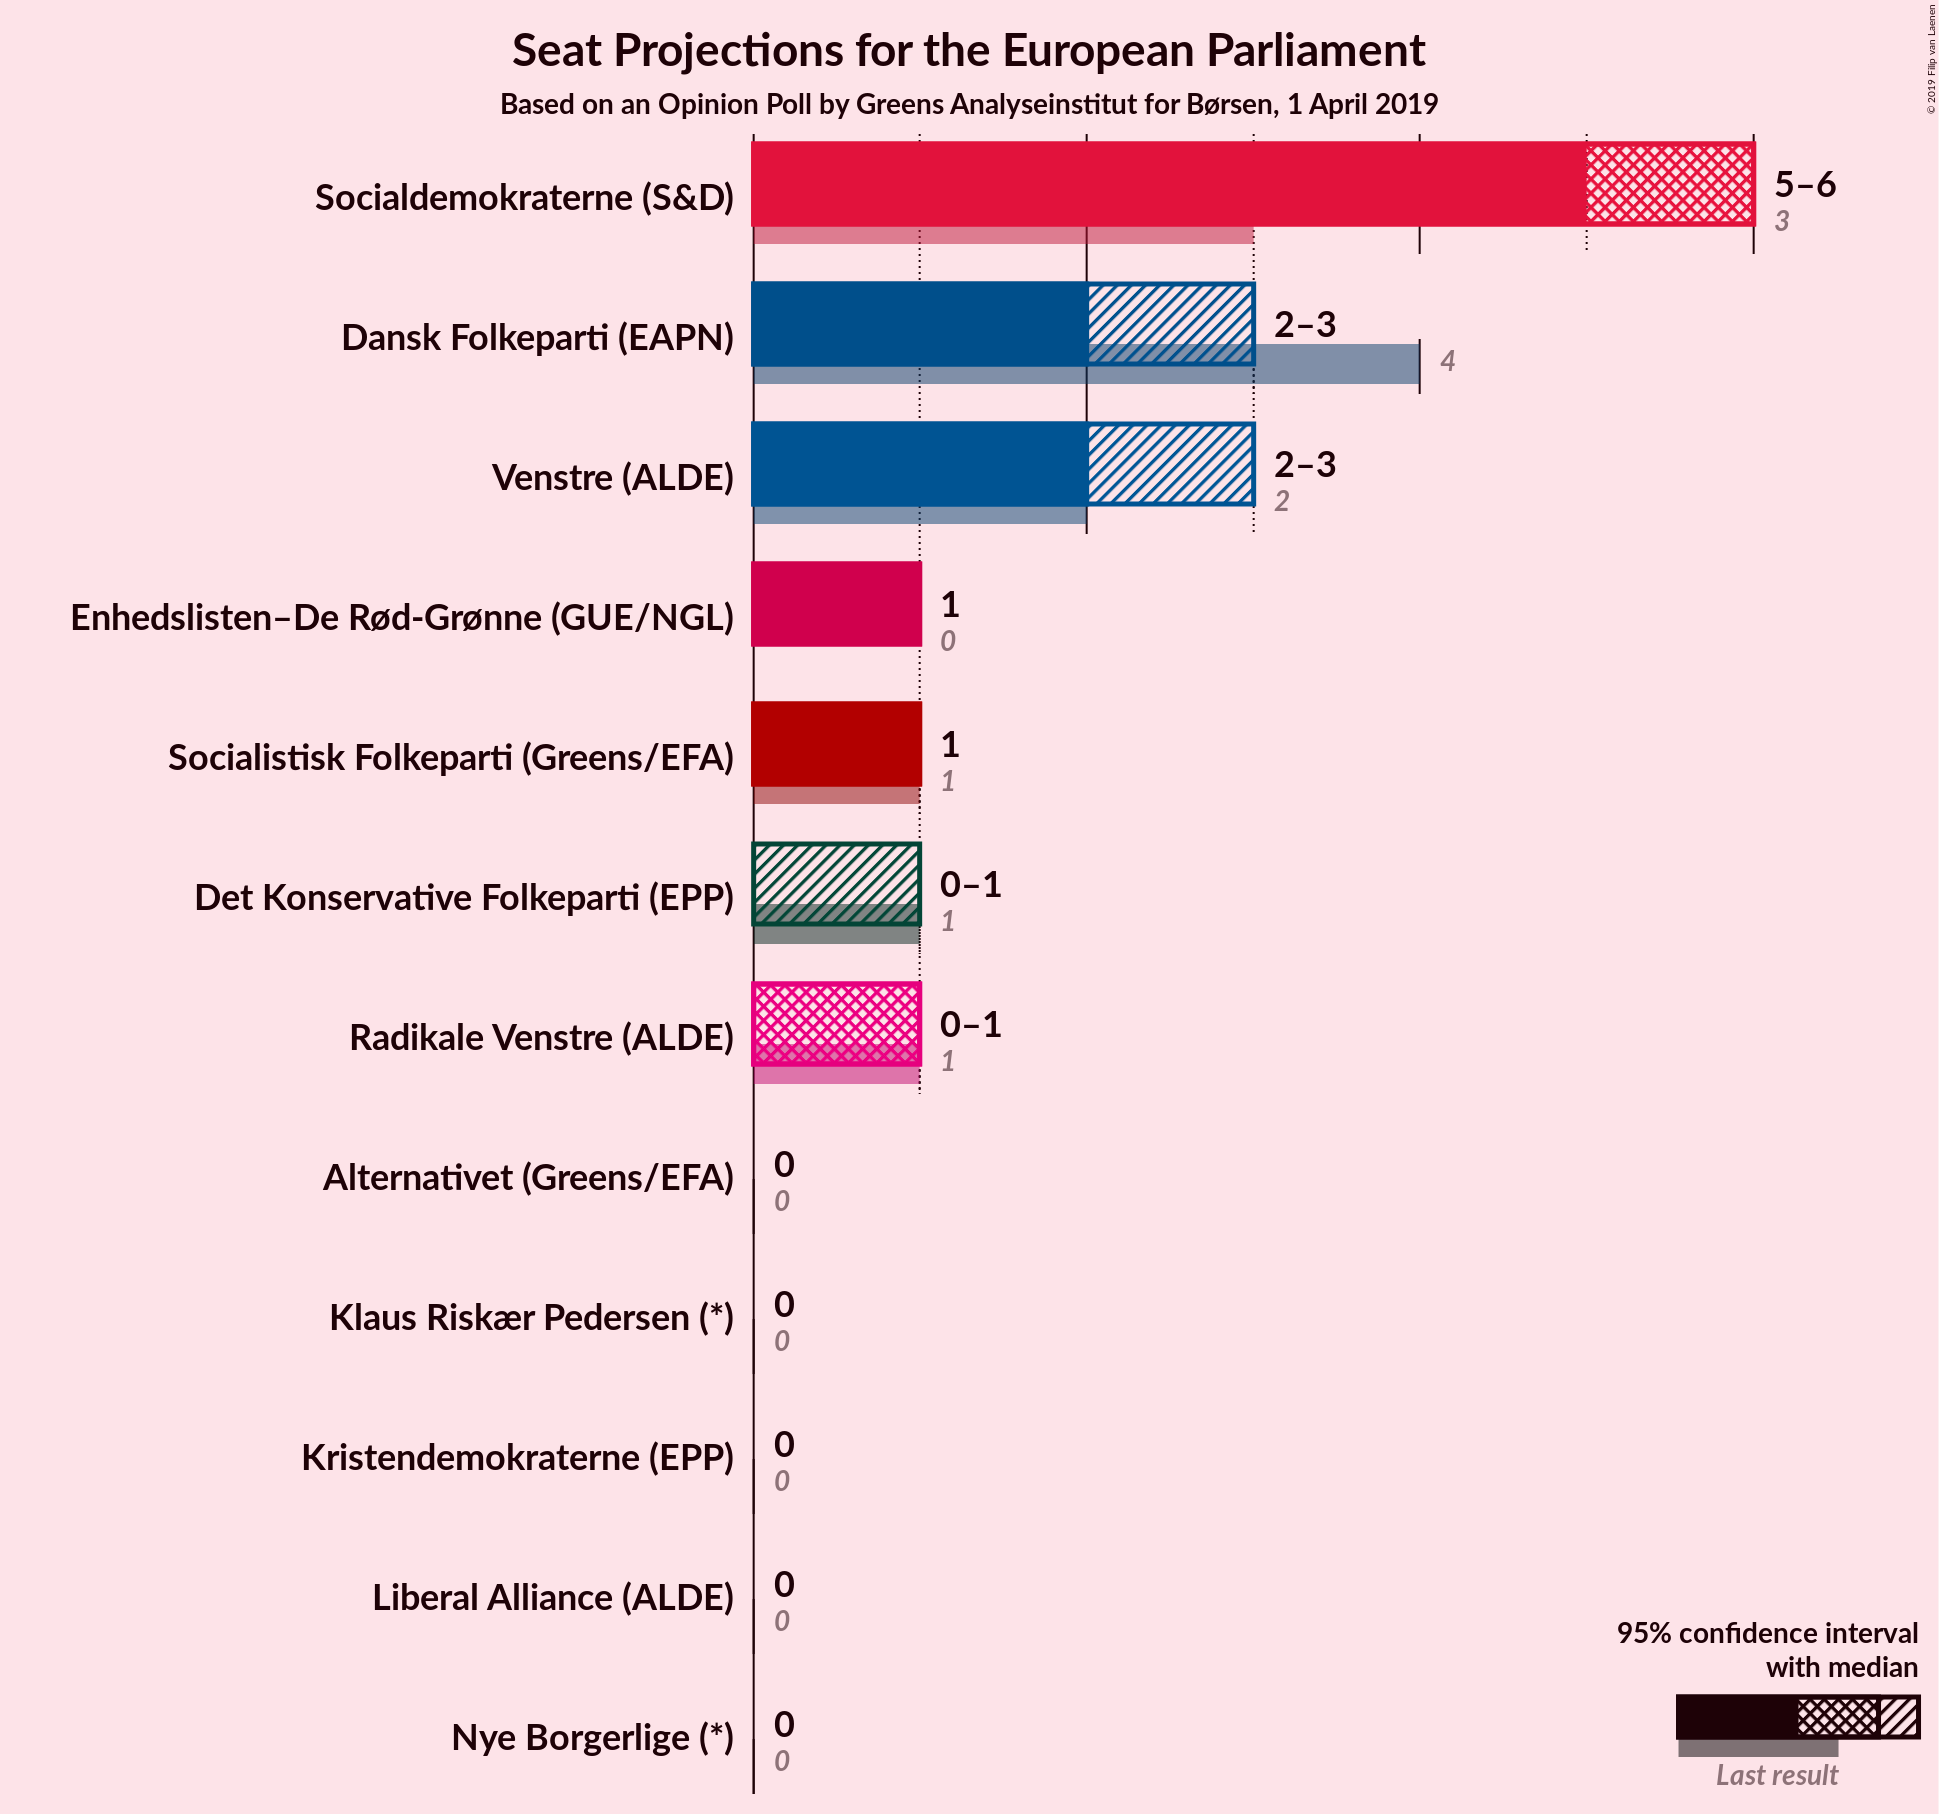 Seat Projections for the European Parliament
Based on an Opinion Poll by Greens Analyseinstitut for Børsen, 1 April 2019
© 2019 Filip van Laenen
Socialdemokraterne (S&D)
5–6
3
Dansk Folkeparti (EAPN)
2–3
4
Venstre (ALDE)
2–3
2
Enhedslisten–De Rød-Grønne (GUE/NGL)
1
0
Socialistisk Folkeparti (Greens/EFA)
1
1
Det Konservative Folkeparti (EPP)
0–1
1
Radikale Venstre (ALDE)
0–1
1
Alternativet (Greens/EFA)
0
0
Klaus Riskær Pedersen (*)
0
0
Kristendemokraterne (EPP)
0
0
Liberal Alliance (ALDE)
0
0
Nye Borgerlige (*)
0
0
95% confidence interval
with median
Last result